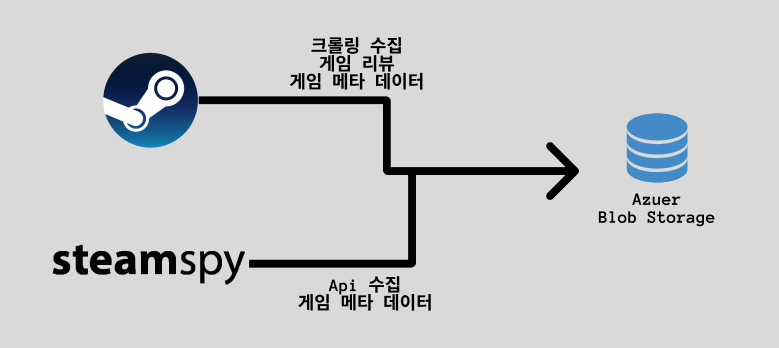 크롤링 수집
게임 리뷰
게임 메타 데이터
Azuer
Blob Storage
steamspy
Api 수집
게임 메타 데이터